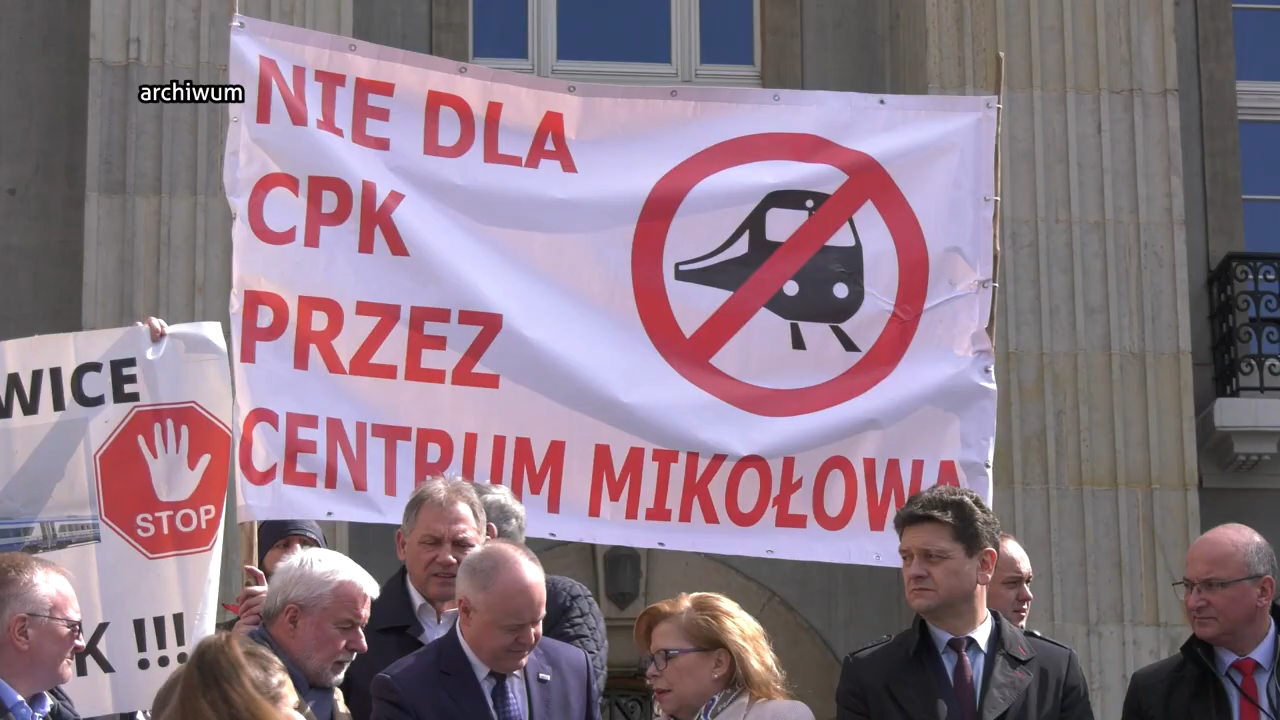 archiwum
NIE DLA
CPK
PRZEZ
CENTRUM MIKOŁOWA
WICE
STOP
K !!!